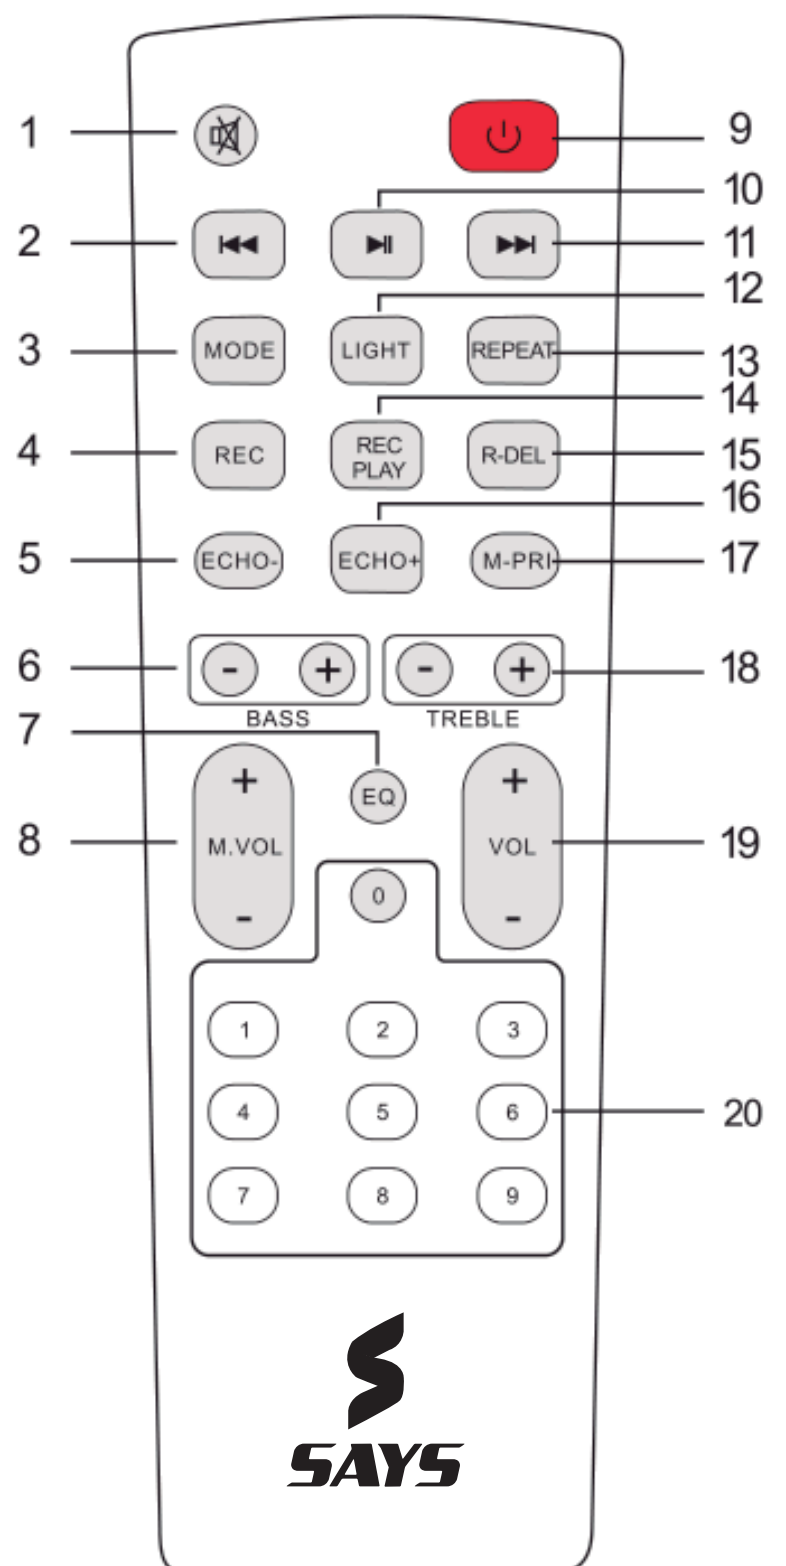 1 9
10
2 11
12
3 MODE LIGHT REPEAT 13
14
4 REC REC PLAY R-DEL 15
16
5 ECHO- ECHO+ M-PRI 17
6 - + - + 18
BASS TREBLE
7
+ EQ +
8 M.VOL VOL 19
- 0 -
1 2 3
4 5 6 20
7 8 9
SAYS